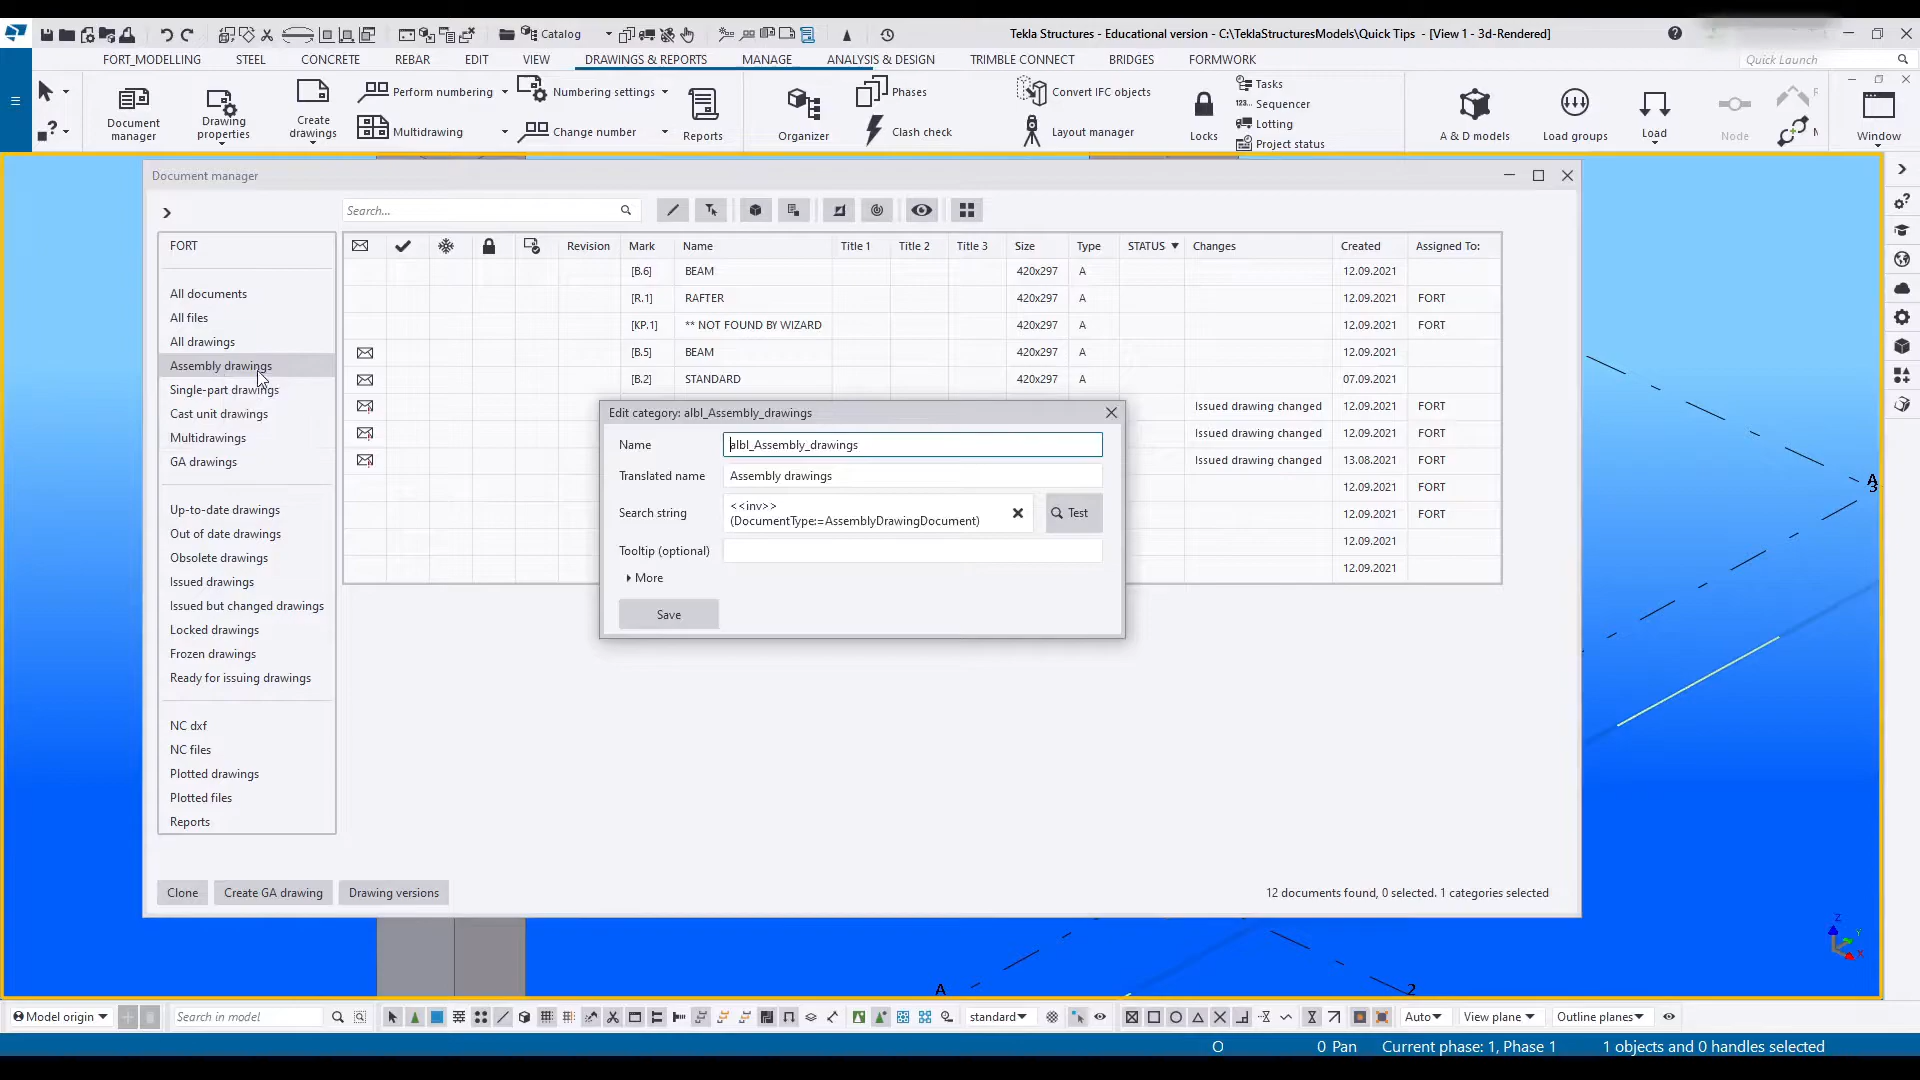 Catalog
Tekla Structures - Educational version - C:\TeklaStructuresModels\Quick Tips - [View 1 - 3d-Rendered]
FORT_MODELLING STEEL CONCRETE REBAR EDIT VIEW DRAWINGS & REPORTS MANAGE ANALYSIS & DESIGN TRIMBLE CONNECT BRIDGES FORMWORK Quick Launch
Document manager
Drawing properties
Create drawings
Perform numbering
Multidrawing
Numbering settings
Change number
Reports
Organizer
Phases
Clash check
Convert IFC objects
Layout manager
Locks
Tasks
123... Sequencer
Lotting
Project status
A & D models
Load groups
Load
Node
Window
Document manager
Search...
FORT
All documents
All files
All drawings
Assembly drawings
Single-part drawings
Cast unit drawings
Multidrawings
GA drawings
Up-to-date drawings
Out of date drawings
Obsolete drawings
Issued drawings
Issued but changed drawings
Locked drawings
Frozen drawings
Ready for issuing drawings
NC dxf
NC files
Plotted drawings
Plotted files
Reports
Revision Mark Name Title 1 Title 2 Title 3 Size Type STATUS Changes Created Assigned To:
[B.6] BEAM 420x297 A 12.09.2021
[R.1] RAFTER 420x297 A 12.09.2021 FORT
[KP.1] ** NOT FOUND BY WIZARD 420x297 A 12.09.2021 FORT
[B.5] BEAM 420x297 A 12.09.2021
[B.2] STANDARD 420x297 A 07.09.2021
Issued drawing changed 12.09.2021 FORT
Issued drawing changed 12.09.2021 FORT
Issued drawing changed 13.08.2021 FORT
12.09.2021 FORT
12.09.2021 FORT
12.09.2021
12.09.2021
Edit category: albl_Assembly_drawings
Name albl_Assembly_drawings
Translated name Assembly drawings
Search string <<inv>>
(DocumentType:=AssemblyDrawingDocument)
Test
Tooltip (optional)
More
Save
Clone Create GA drawing Drawing versions
12 documents found, 0 selected. 1 categories selected
A
3
A
2
Z
Y
X
Model origin Search in model standard Auto View plane Outline planes
O 0 Pan Current phase: 1, Phase 1 1 objects and 0 handles selected